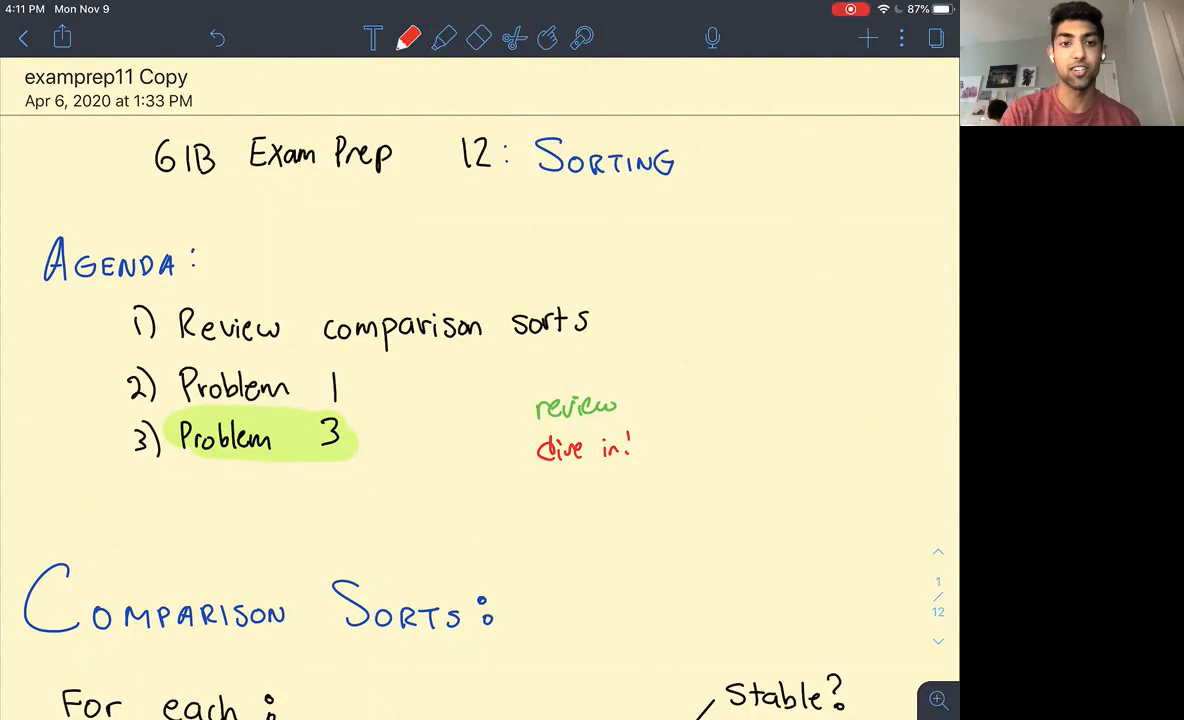 4:11 PM Mon Nov 9
87%
examprep11 Copy
Apr 6, 2020 at 1:33 PM
61B Exam Prep 12: SORTING
AGENDA:
1) Review comparison sorts
2) Problem 1
3) Problem 3
review
dive in!
COMPARISON SORTS:
For each:
Stable?
1
/
12